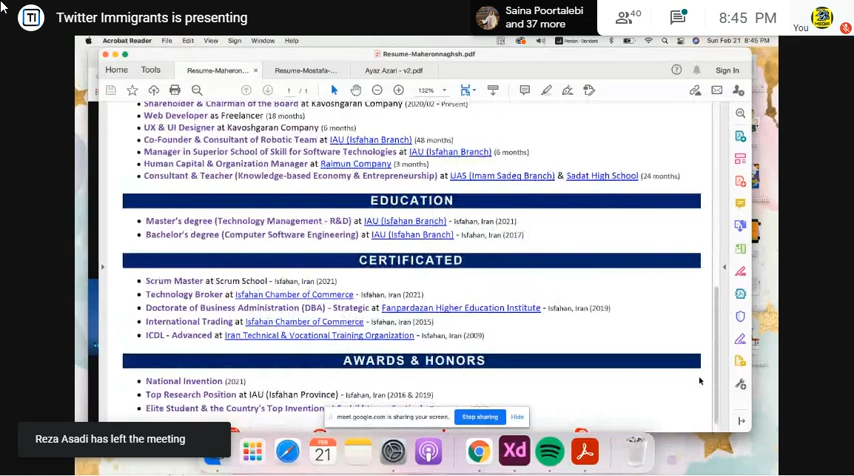 Twitter Immigrants is presenting
Saina Poortalebi
and 37 more
40
8:45 PM
You
Acrobat Reader File Edit View Sign Window Help
Sun Feb 21 8:45 PM
Resume-Maheronnaghsh.pdf
Home Tools Resume-Maheron... × Resume-Mostafa-... Ayaz Azari - v2.pdf Sign In
1 / 1 132%
Shareholder & Chairman of the Board at Kavoshgaran Company (2020/02 - Present)
• Web Developer as Freelancer (18 months)
• UX & UI Designer at Kavoshgaran Company (6 months)
• Co-Founder & Consultant of Robotic Team at IAU (Isfahan Branch) (48 months)
• Manager in Superior School of Skill for Software Technologies at IAU (Isfahan Branch) (6 months)
• Human Capital & Organization Manager at Raimun Company (3 months)
• Consultant & Teacher (Knowledge-based Economy & Entrepreneurship) at UAS (Imam Sadeq Branch) & Sadat High School (24 months)
EDUCATION
• Master's degree (Technology Management - R&D) at IAU (Isfahan Branch) - Isfahan, Iran (2021)
• Bachelor's degree (Computer Software Engineering) at IAU (Isfahan Branch) - Isfahan, Iran (2017)
CERTIFICATED
• Scrum Master at Scrum School - Isfahan, Iran (2021)
• Technology Broker at Isfahan Chamber of Commerce - Isfahan, Iran (2021)
• Doctorate of Business Administration (DBA) - Strategic at Fanpardazan Higher Education Institute - Isfahan, Iran (2019)
• International Trading at Isfahan Chamber of Commerce - Isfahan, Iran (2015)
• ICDL - Advanced at Iran Technical & Vocational Training Organization - Isfahan, Iran (2009)
AWARDS & HONORS
• National Invention (2021)
• Top Research Position at IAU (Isfahan Province) - Isfahan, Iran (2016 & 2019)
• Elite Student & the Country's Top Invention
meet.google.com is sharing your screen. Stop sharing Hide
Reza Asadi has left the meeting
FEB
21
Xd